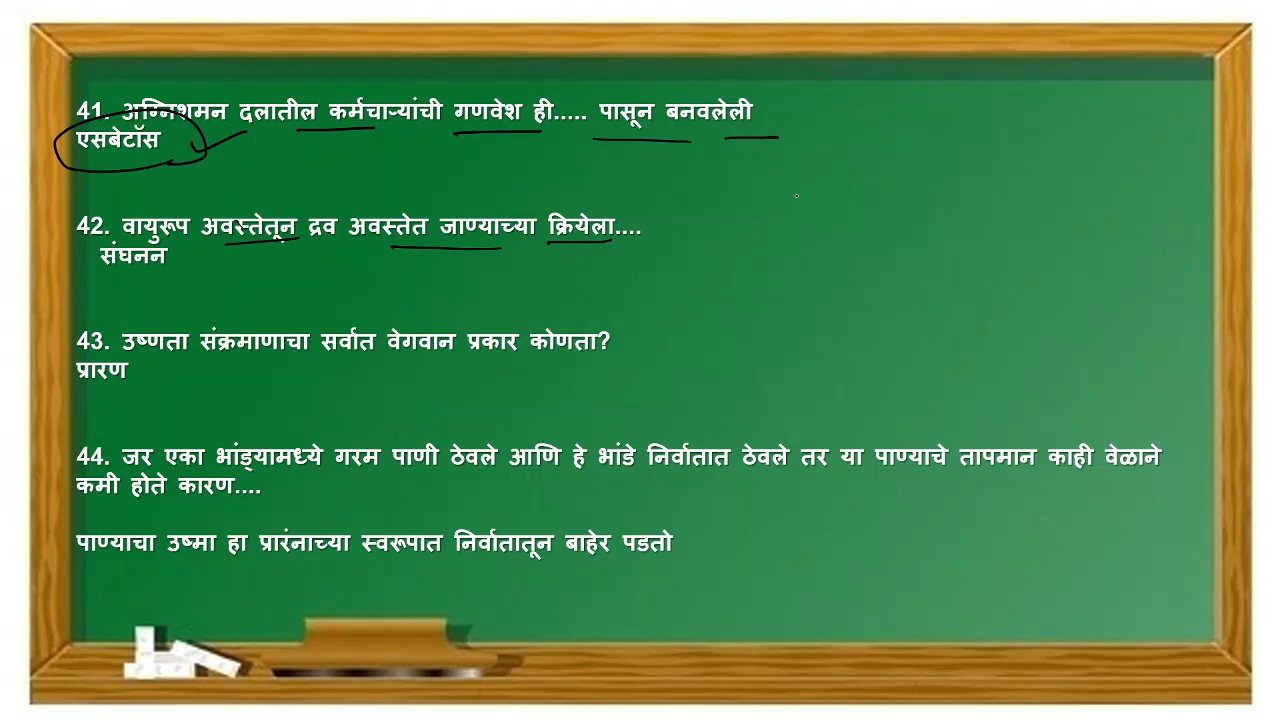 41. अग्निशमन दलातील कर्मचाऱ्यांची गणवेश ही..... पासून बनवलेली
एसबेटॉस
42. वायुरूप अवस्तेतून द्रव अवस्तेत जाण्याच्या क्रियेला....
संघनन
43. उष्णता संक्रमाणाचा सर्वात वेगवान प्रकार कोणता?
प्रारण
44. जर एका भांड्यामध्ये गरम पाणी ठेवले आणि हे भांडे निर्वातात ठेवले तर या पाण्याचे तापमान काही वेळाने
कमी होते कारण....
पाण्याचा उष्मा हा प्रारंनाच्या स्वरूपात निर्वातातून बाहेर पडतो